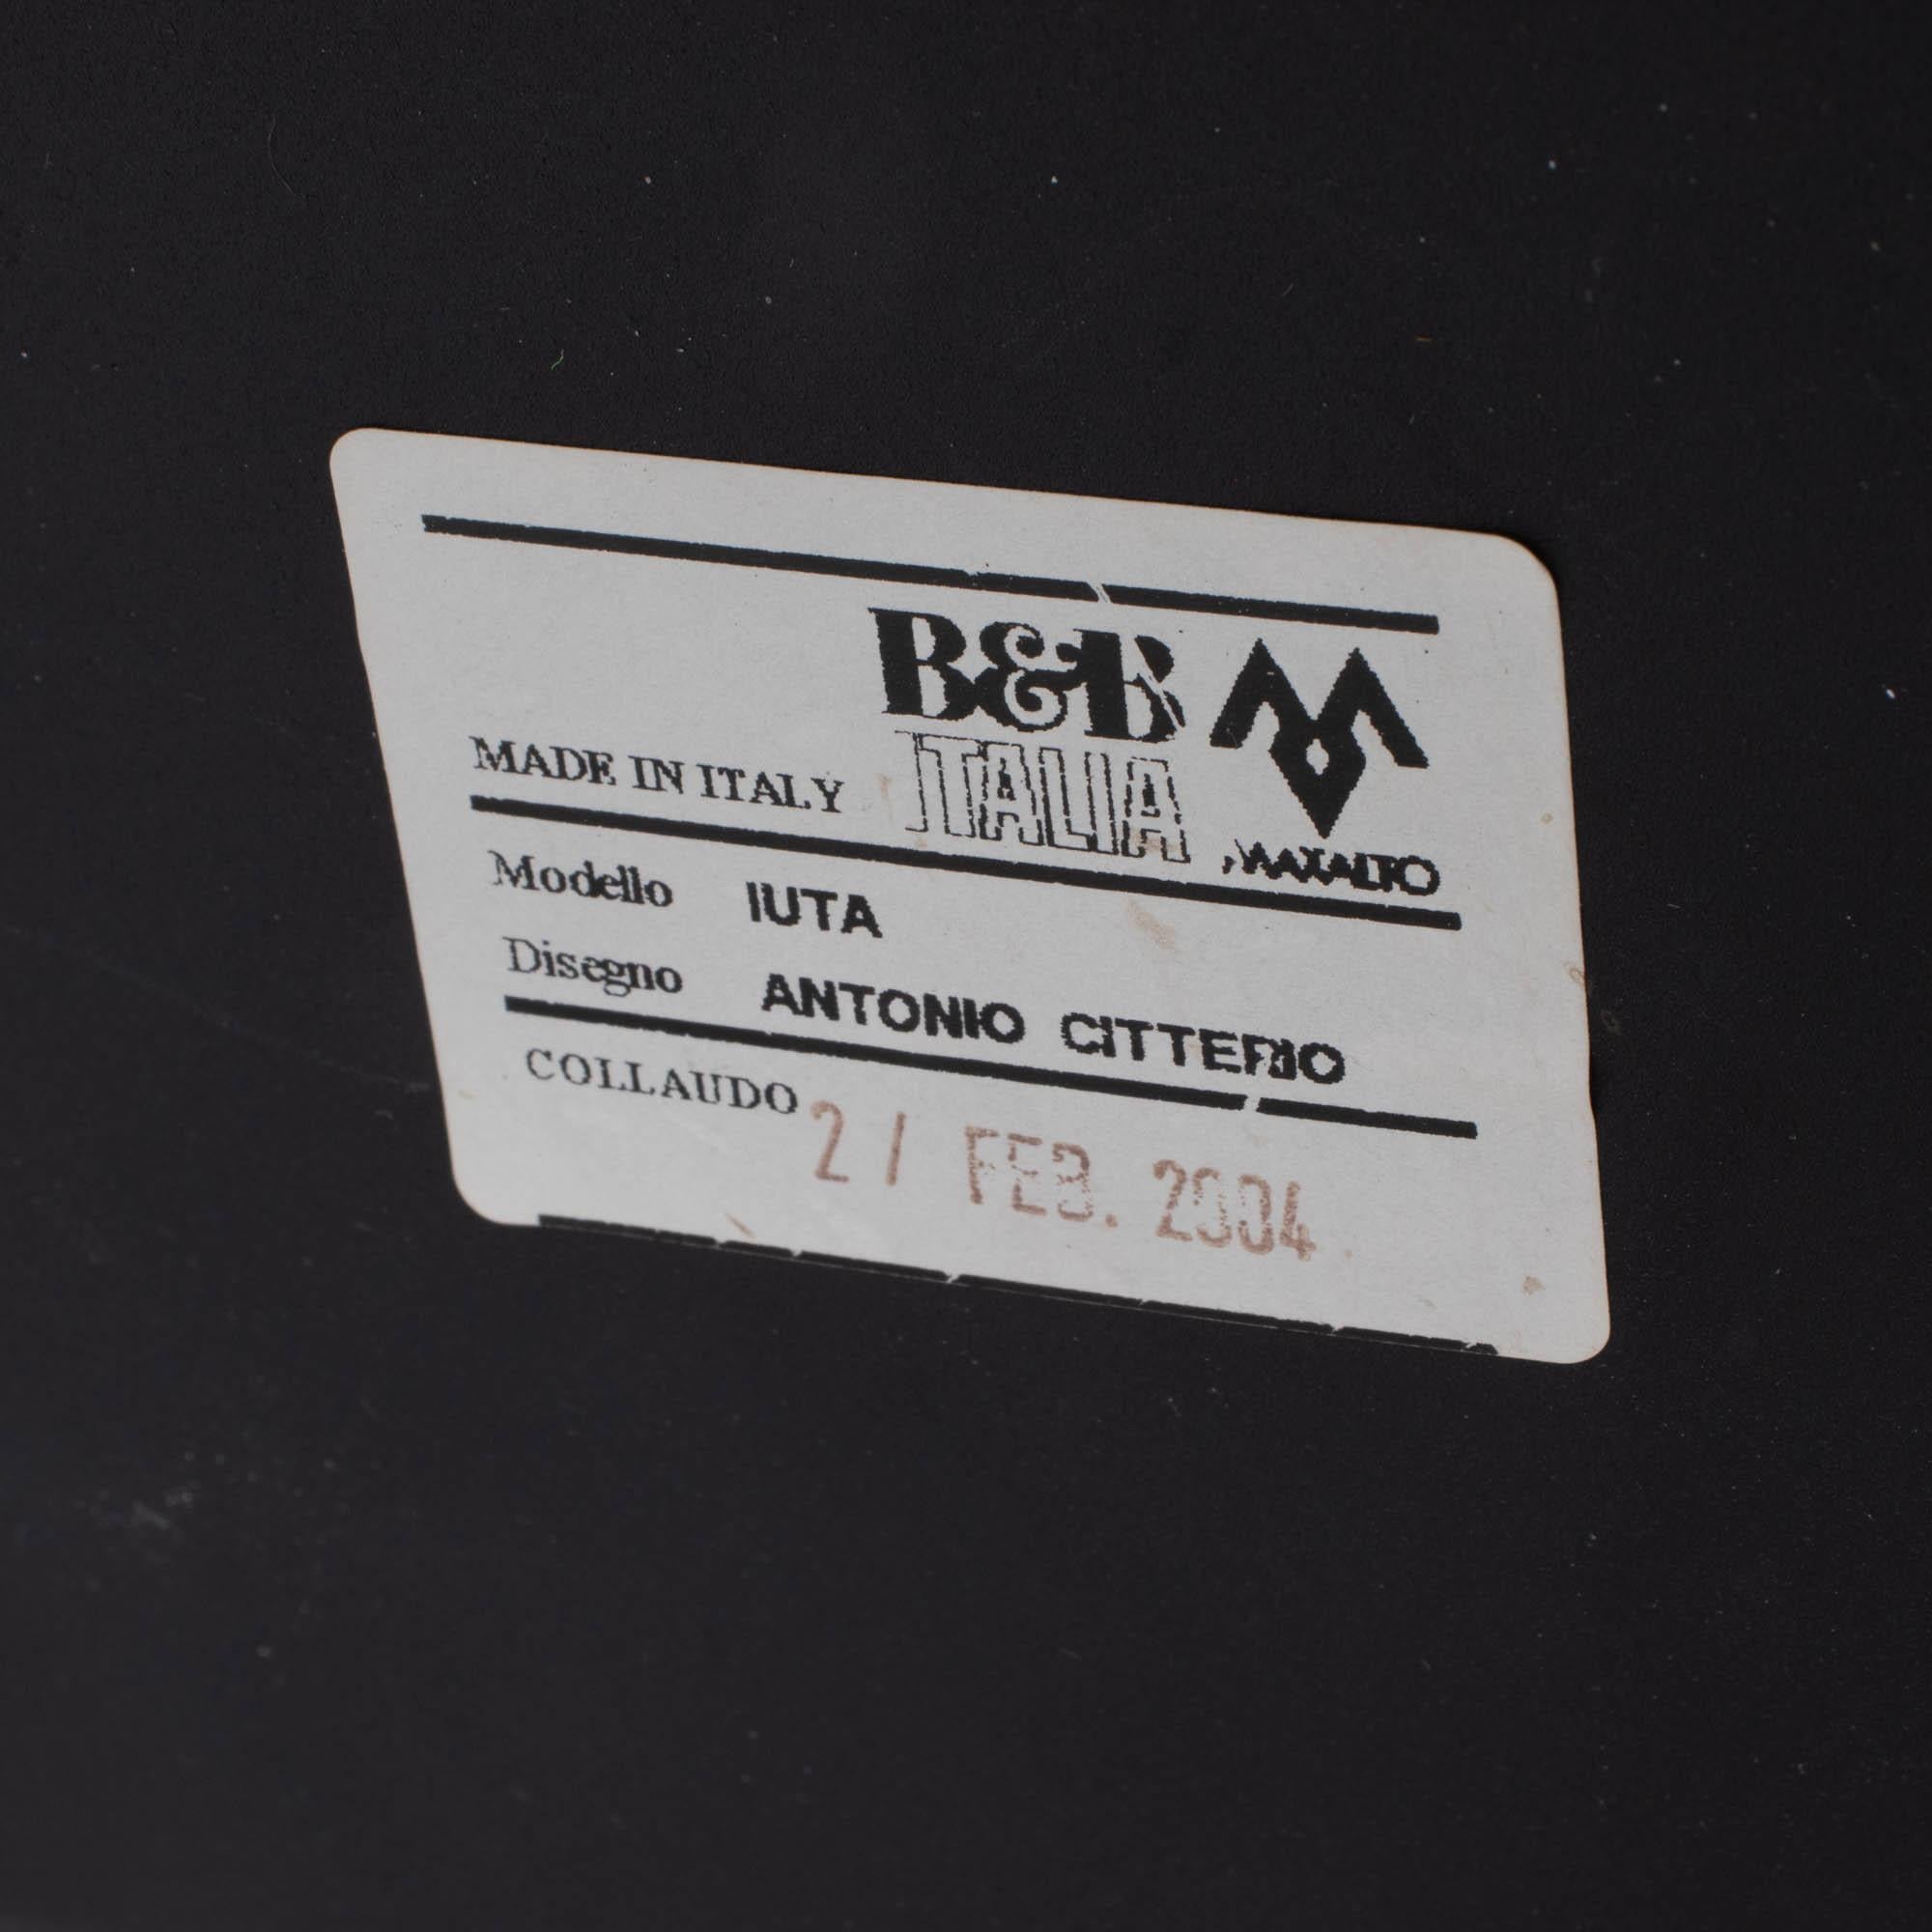 B&B
ITALIA
MAXALTO
MADE IN ITALY
Modello IUTA
Disegno ANTONIO CITTERIO
COLLAUDO
2 / FEB. 2004